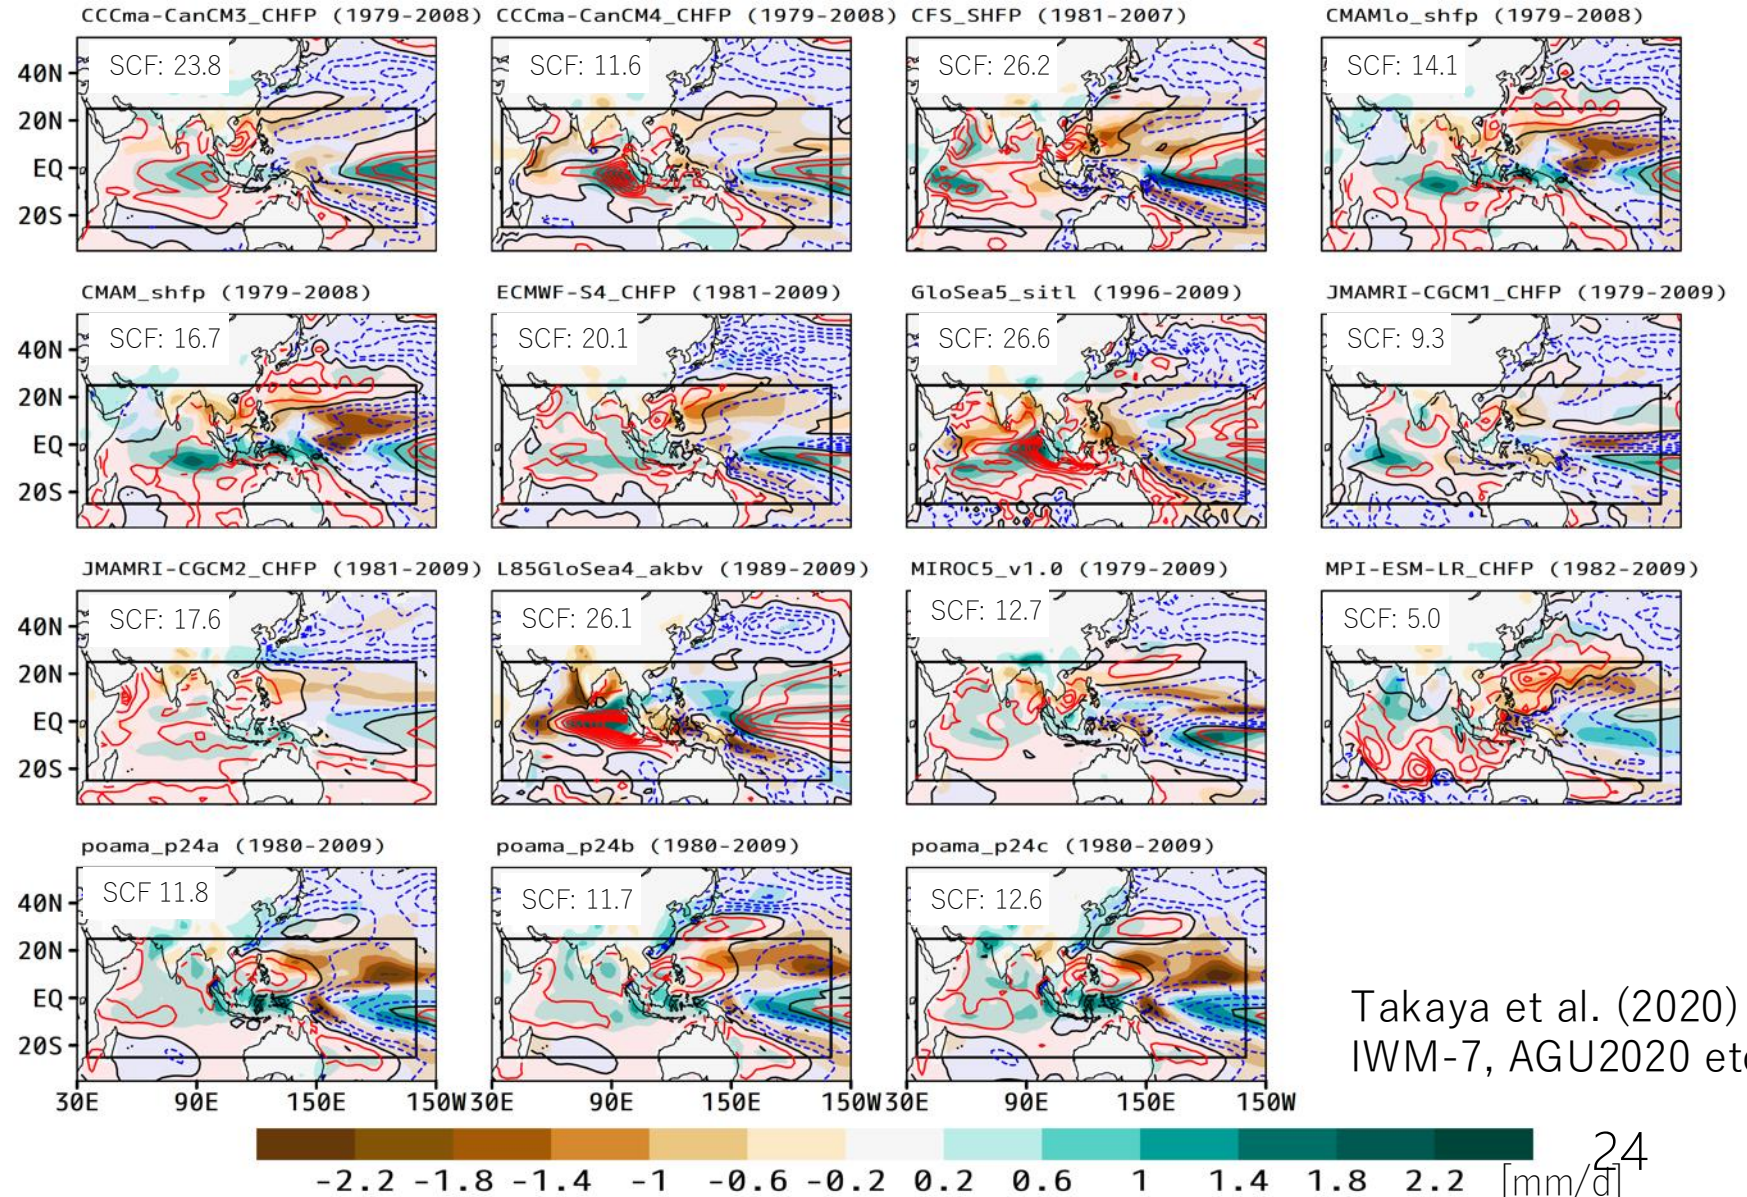 CCCma-CanCM3_CHFP (1979-2008)
CCCma-CanCM4_CHFP (1979-2008)
CFS_SHFP (1981-2007)
CMAMlo_shfp (1979-2008)
SCF: 23.8
SCF: 11.6
SCF: 26.2
SCF: 14.1
40N
20N
EQ
20S
CMAM_shfp (1979-2008)
ECMWF-S4_CHFP (1981-2009)
GloSea5_sitl (1996-2009)
JMAMRI-CGCM1_CHFP (1979-2009)
SCF: 16.7
SCF: 20.1
SCF: 26.6
SCF: 9.3
40N
20N
EQ
20S
JMAMRI-CGCM2_CHFP (1981-2009)
L85GloSea4_akbv (1989-2009)
MIROC5_v1.0 (1979-2009)
MPI-ESM-LR_CHFP (1982-2009)
SCF: 17.6
SCF: 26.1
SCF: 12.7
SCF: 5.0
40N
20N
EQ
20S
poama_p24a (1980-2009)
poama_p24b (1980-2009)
poama_p24c (1980-2009)
SCF 11.8
SCF: 11.7
SCF: 12.6
40N
20N
EQ
20S
30E 90E 150E 150W
30E 90E 150E 150W
30E 90E 150E 150W
Takaya et al. (2020)
IWM-7, AGU2020 etc
-2.2 -1.8 -1.4 -1 -0.6 -0.2 0.2 0.6 1 1.4 1.8 2.2 [mm/d]
24